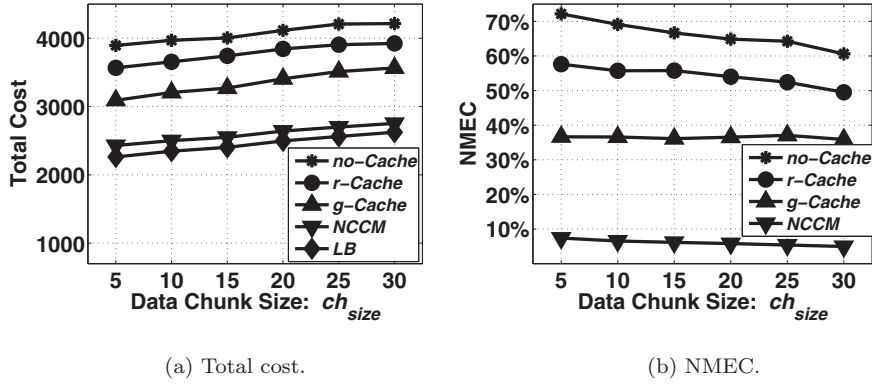 Total Cost
4000
3000
2000
1000
no-Cache
r-Cache
g-Cache
NCCM
LB
5 10 15 20 25 30
Data Chunk Size: ch_size
(a) Total cost.
NMEC
70%
60%
50%
40%
30%
20%
10%
no-Cache
r-Cache
g-Cache
NCCM
5 10 15 20 25 30
Data Chunk Size: ch_size
(b) NMEC.